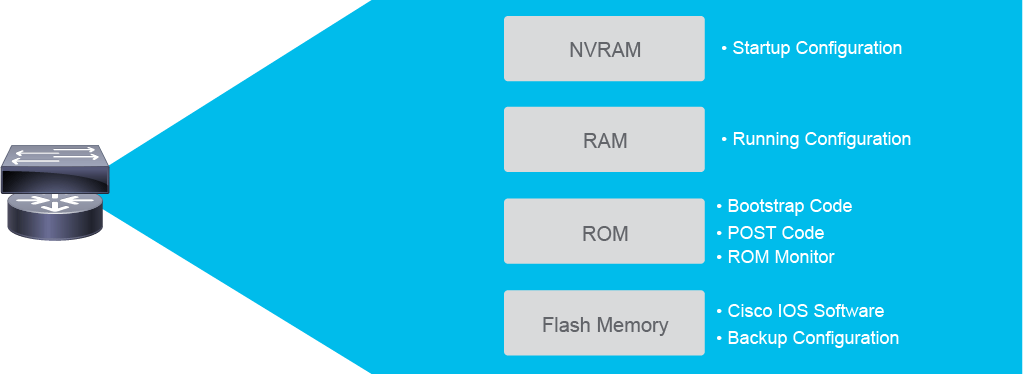 NVRAM
• Startup Configuration
RAM
• Running Configuration
ROM
• Bootstrap Code
• POST Code
• ROM Monitor
Flash Memory
• Cisco IOS Software
• Backup Configuration